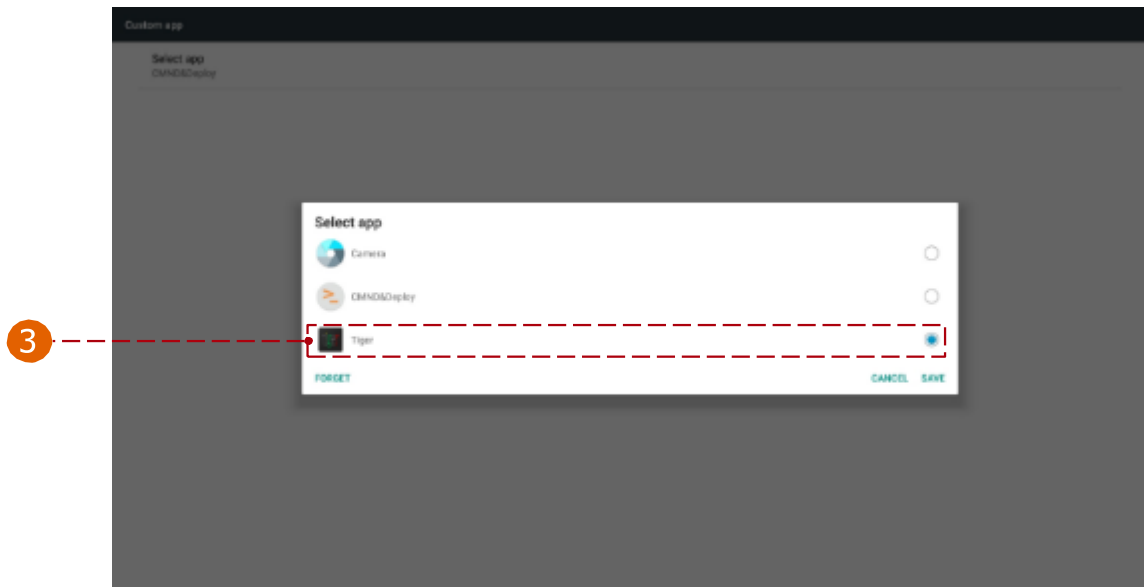 Custom app
Select app
CMND&Deploy
Select app
Camera
CMND&Deploy
3
Tiger
FORGET
CANCEL SAVE